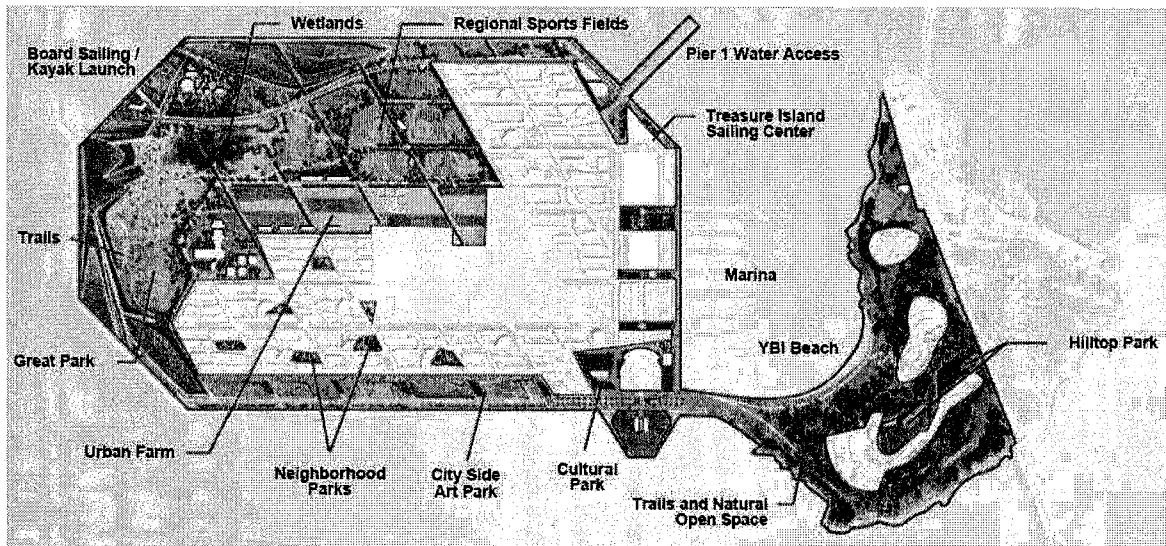 Wetlands
Regional Sports Fields
Board Sailing /
Kayak Launch
Pier 1 Water Access
Treasure Island
Sailing Center
Trails
Marina
Great Park
YBI Beach
Hilltop Park
Urban Farm
Neighborhood
Parks
City Side
Art Park
Cultural
Park
Trails and Natural
Open Space